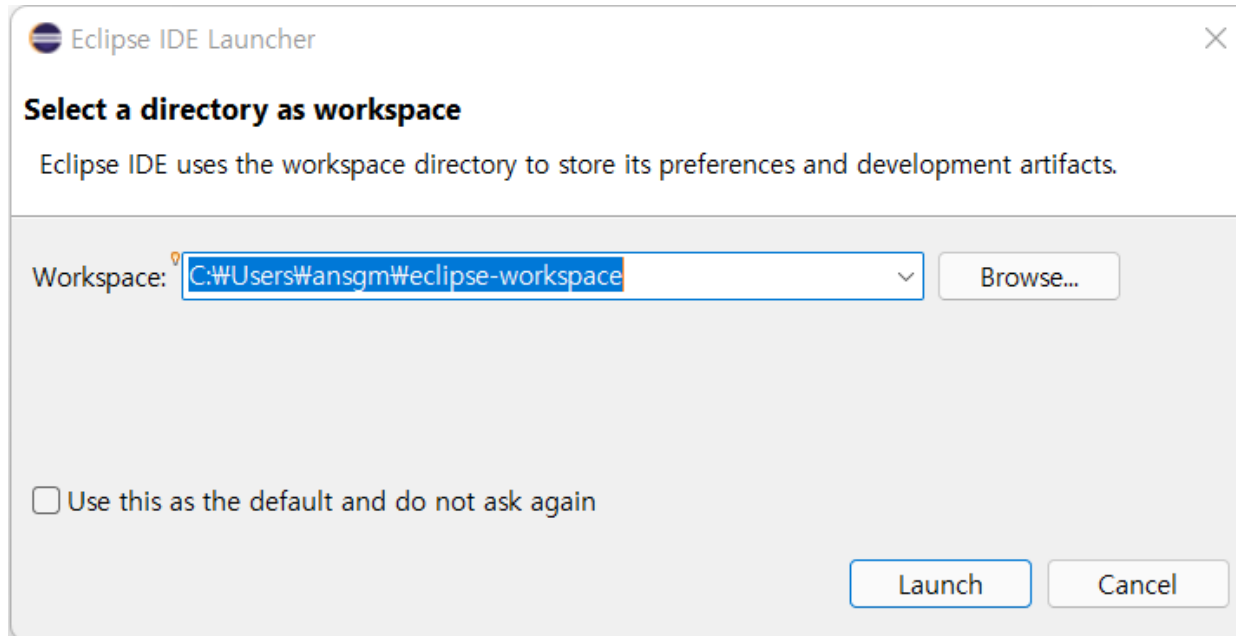 Eclipse IDE Launcher
Select a directory as workspace
Eclipse IDE uses the workspace directory to store its preferences and development artifacts.
Workspace: C:₩Users₩ansgm₩eclipse-workspace Browse...
Use this as the default and do not ask again
Launch Cancel